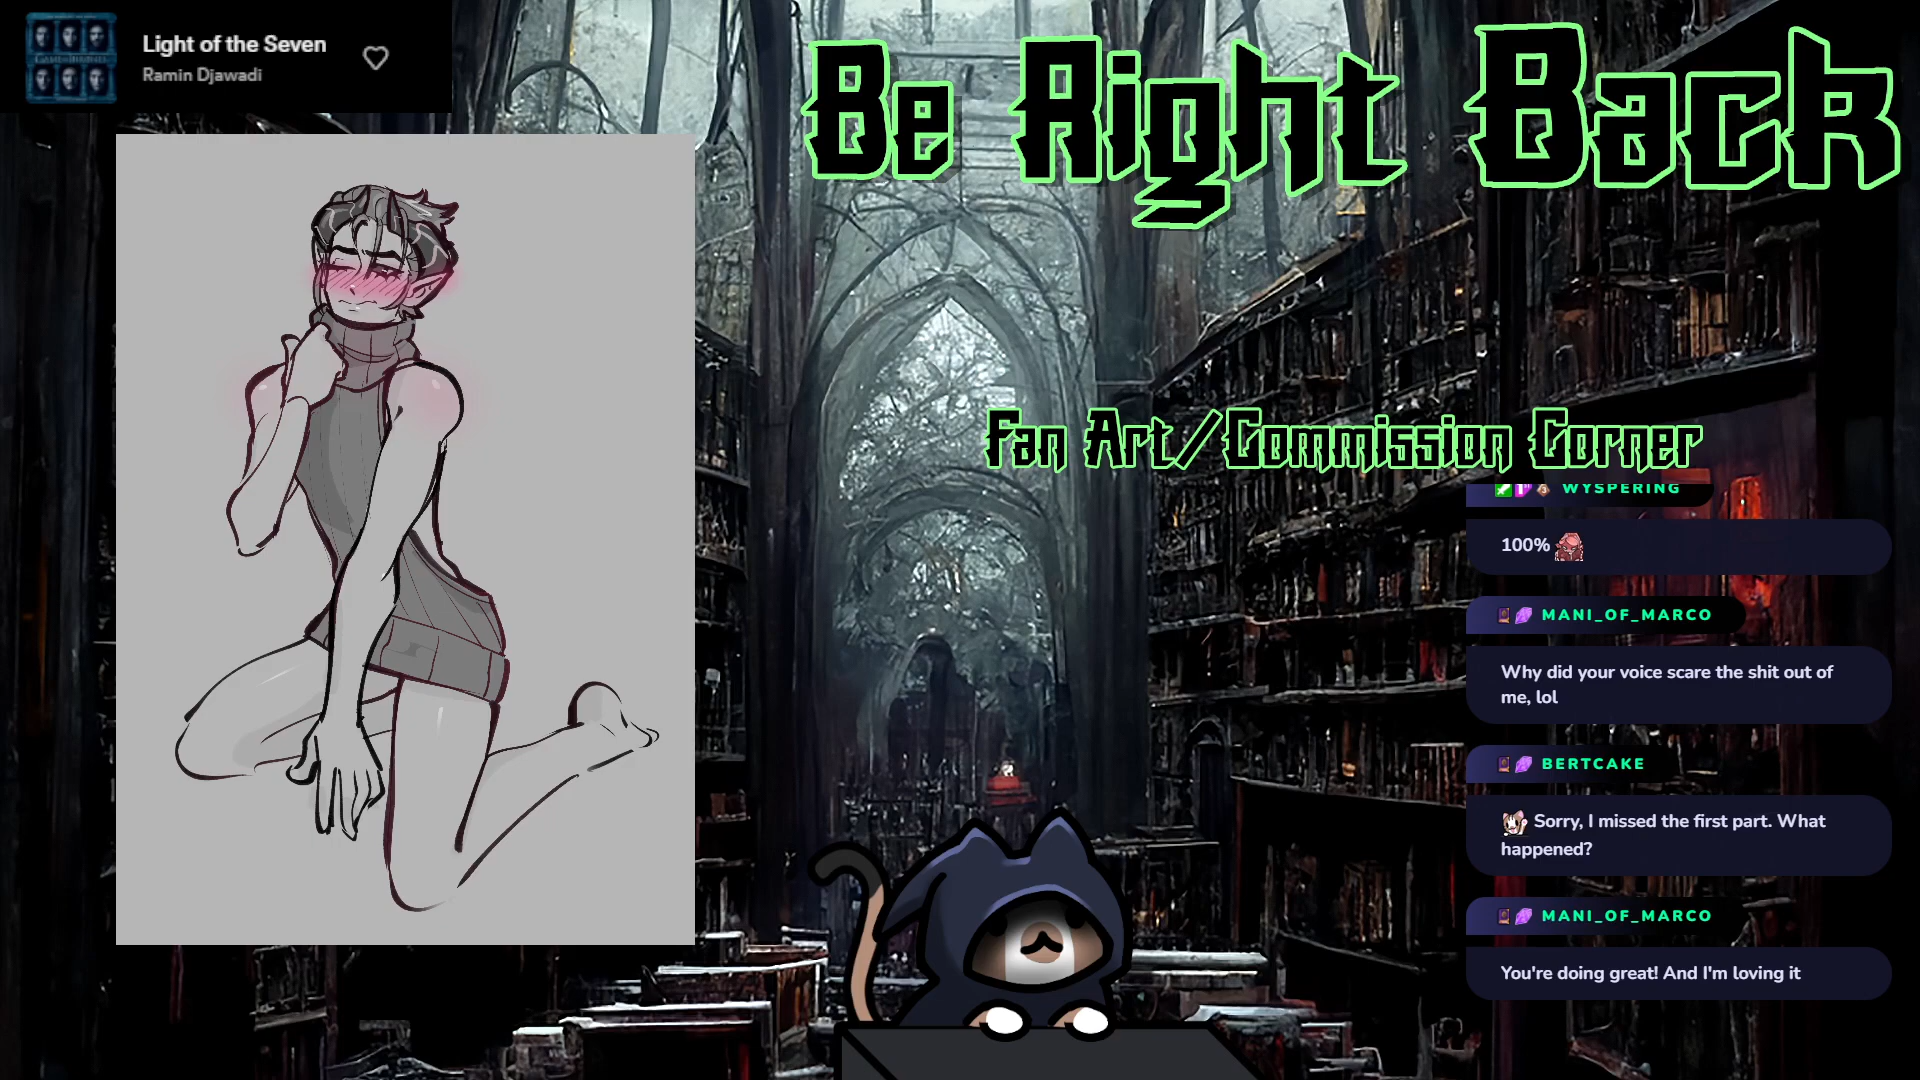 Light of the Seven
Ramin Djawadi
Be Right Back
Fan Art/Commission Corner
WYSPERING
100%
MANI_OF_MARCO
Why did your voice scare the shit out of
me, lol
BERTCAKE
Sorry, I missed the first part. What
happened?
MANI_OF_MARCO
You're doing great! And I'm loving it